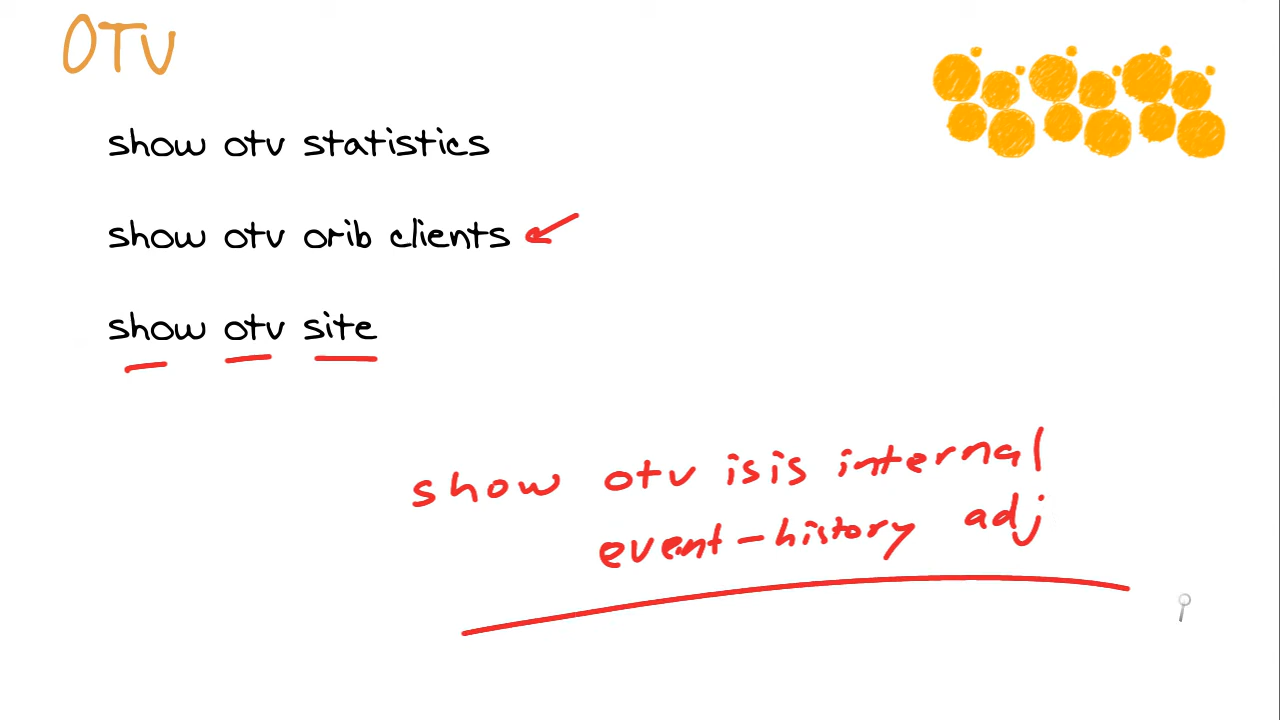 OTV
show otv statistics
show otv orib clients
show otv site
show otv isis internal
event-history adj